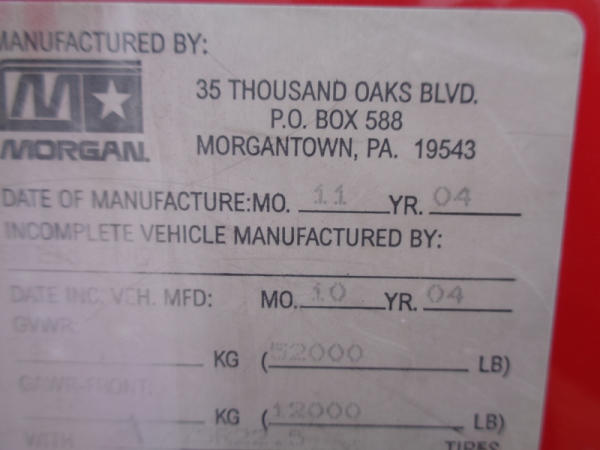 MANUFACTURED BY:
MORGAN.
35 THOUSAND OAKS BLVD.
P.O. BOX 588
MORGANTOWN, PA. 19543
DATE OF MANUFACTURE:MO. 11 YR. 04
INCOMPLETE VEHICLE MANUFACTURED BY:
DATE INC. VEH. MFD: MO. 10 YR. 04
GVWR:
KG (52000 LB)
GAWR-FRONT:
KG (12000 LB)
WITH
TIRES